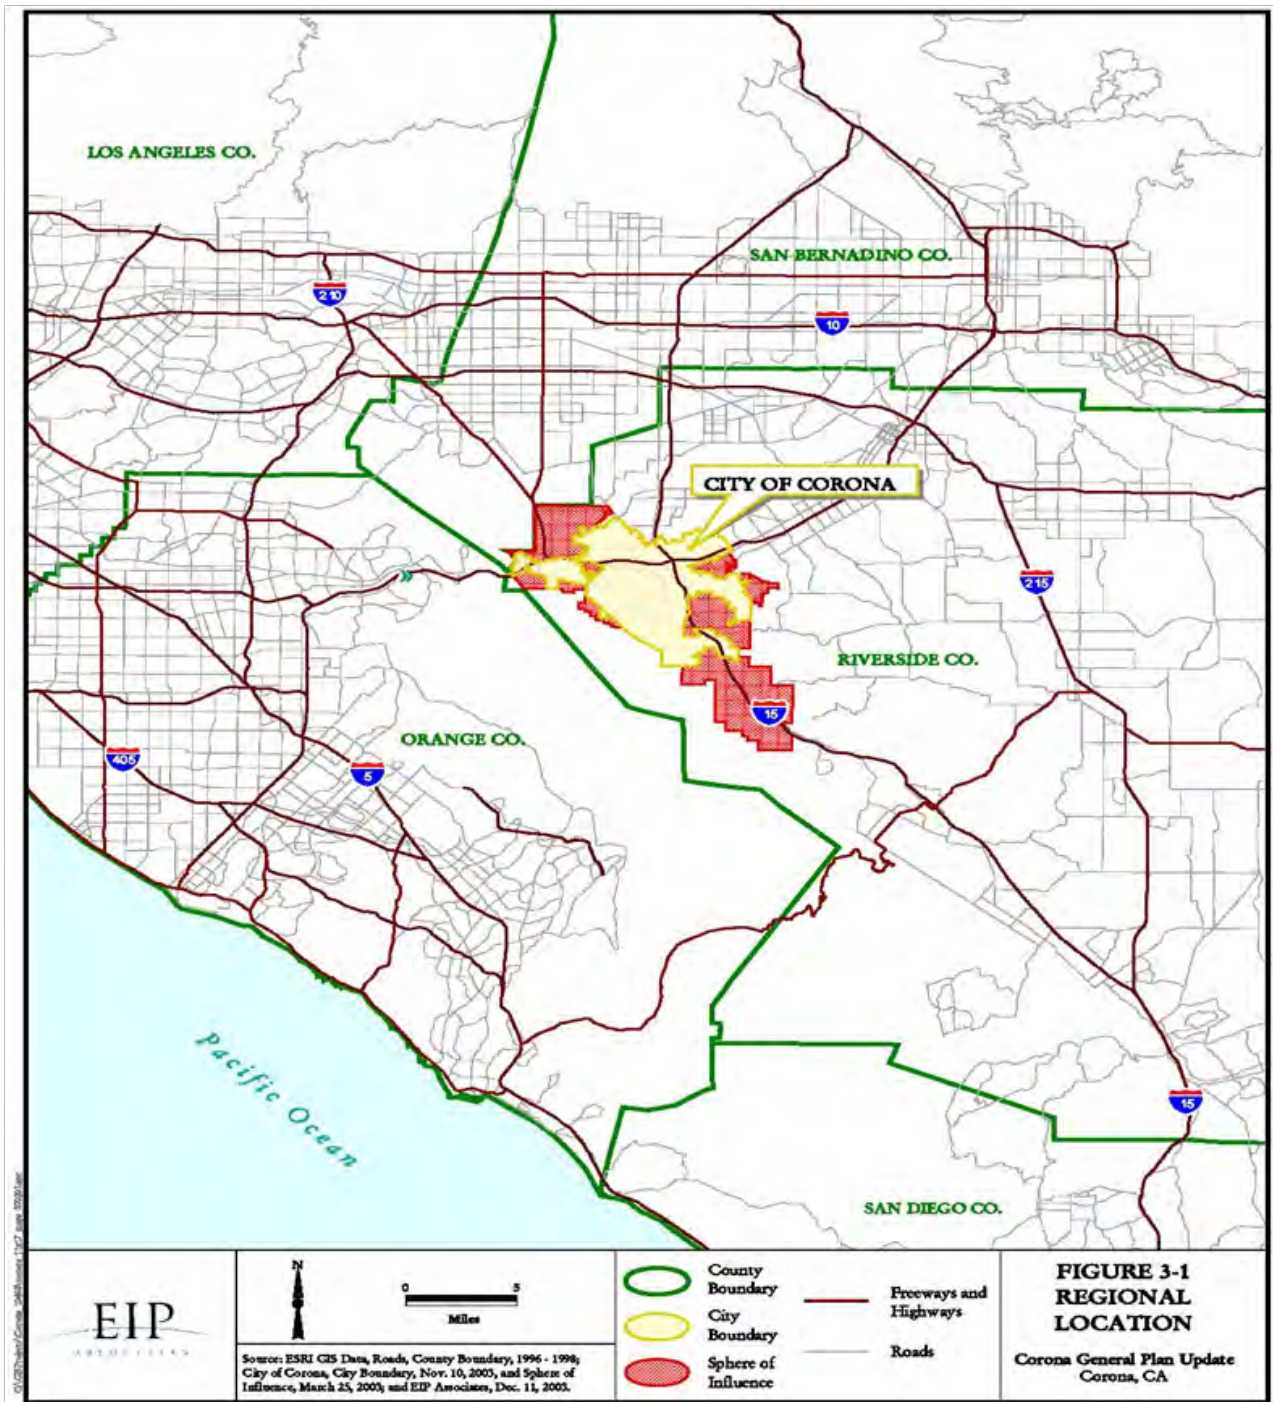 LOS ANGELES CO.
SAN BERNADINO CO.
210
10
CITY OF CORONA
215
RIVERSIDE CO.
15
ORANGE CO.
405
5
Pacific Ocean
15
SAN DIEGO CO.
EIP
ASSOCIATES
N
0 5
Miles
Source: ESRI GIS Data, Roads, County Boundary, 1996 - 1998;
City of Corona, City Boundary, Nov. 10, 2003, and Sphere of
Influence, March 25, 2003; and EIP Associates, Dec. 11, 2003.
County
Boundary
City
Boundary
Sphere of
Influence
Freeways and
Highways
Roads
FIGURE 3-1
REGIONAL
LOCATION
Corona General Plan Update
Corona, CA